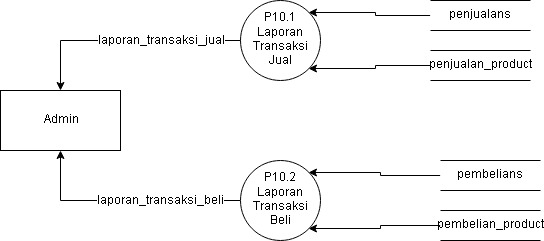 P10.1
Laporan
Transaksi
Jual
penjualans
laporan_transaksi_jual
penjualan_product
Admin
P10.2
Laporan
Transaksi
Beli
pembelians
laporan_transaksi_beli
pembelian_product